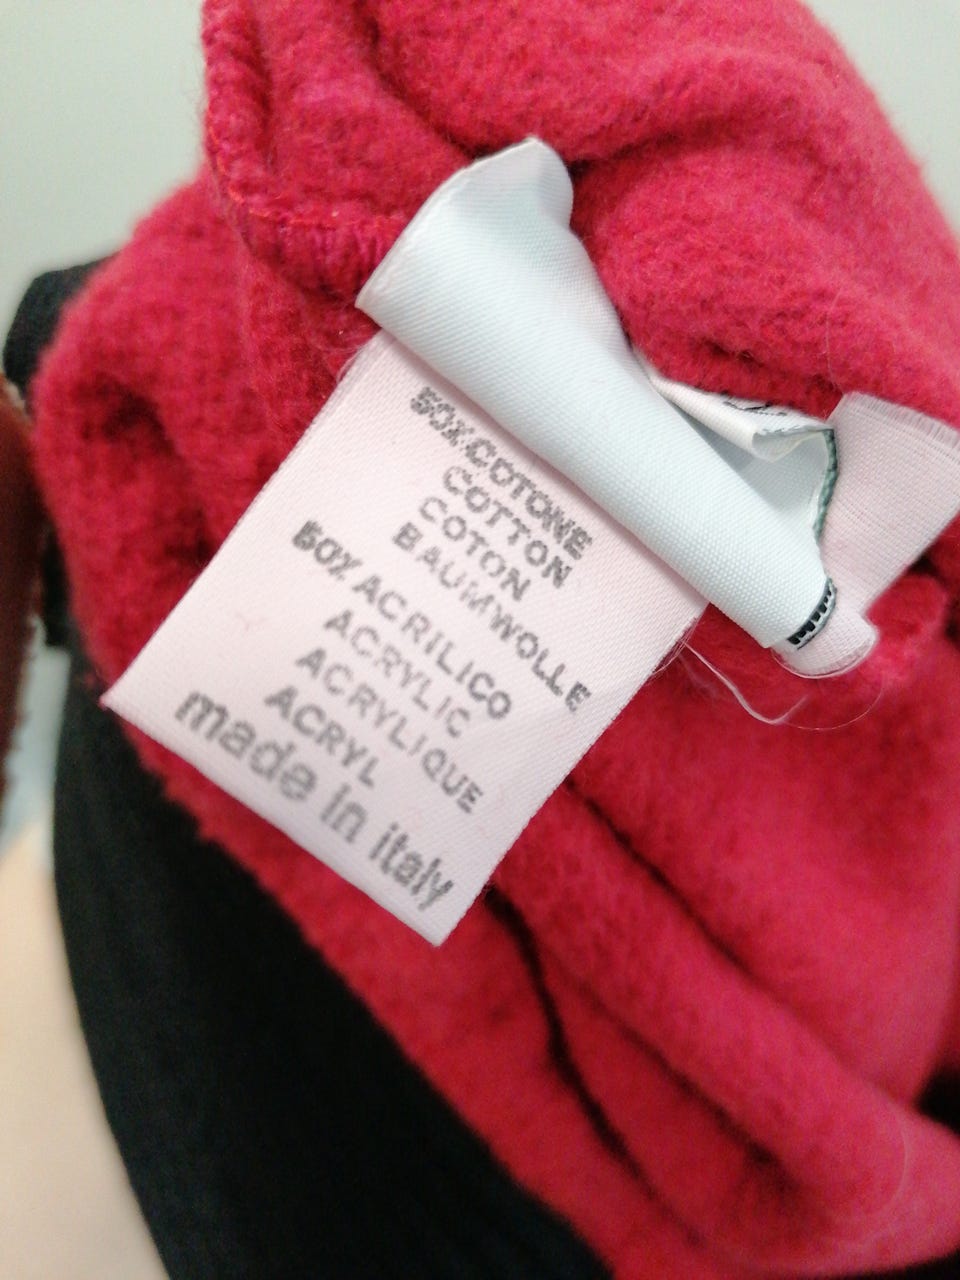 50% COTONE
COTTON
COTON
BAUMWOLLE
50% ACRILICO
ACRYLIC
ACRYLIQUE
ACRYL
made in italy